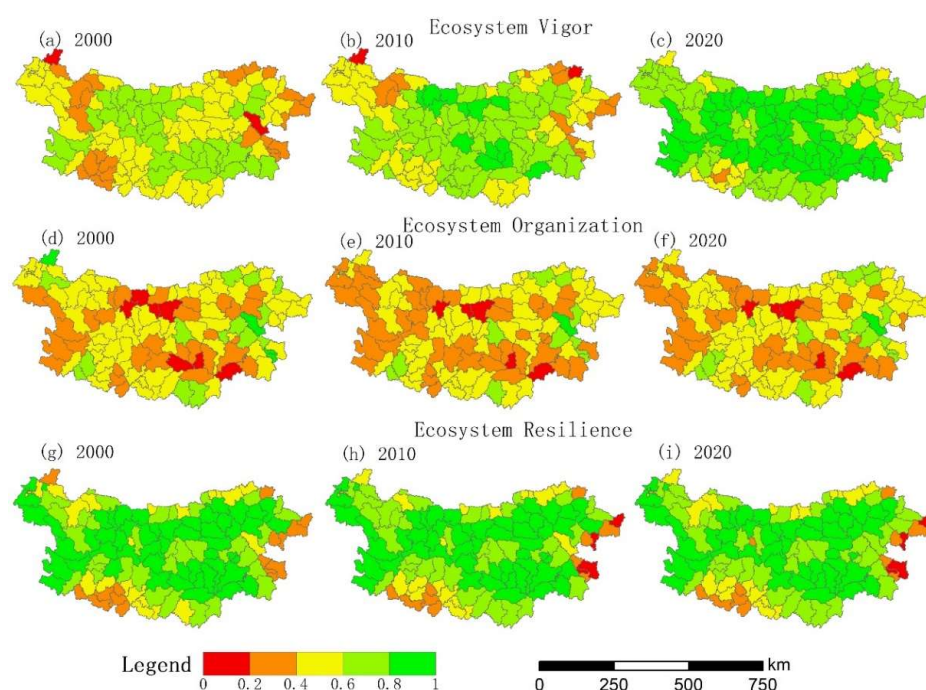 Ecosystem Vigor
(a) 2000
(b) 2010
(c) 2020
Ecosystem Organization
(d) 2000
(e) 2010
(f) 2020
Ecosystem Resilience
(g) 2000
(h) 2010
(i) 2020
Legend
0 0.2 0.4 0.6 0.8 1
km
0 250 500 750